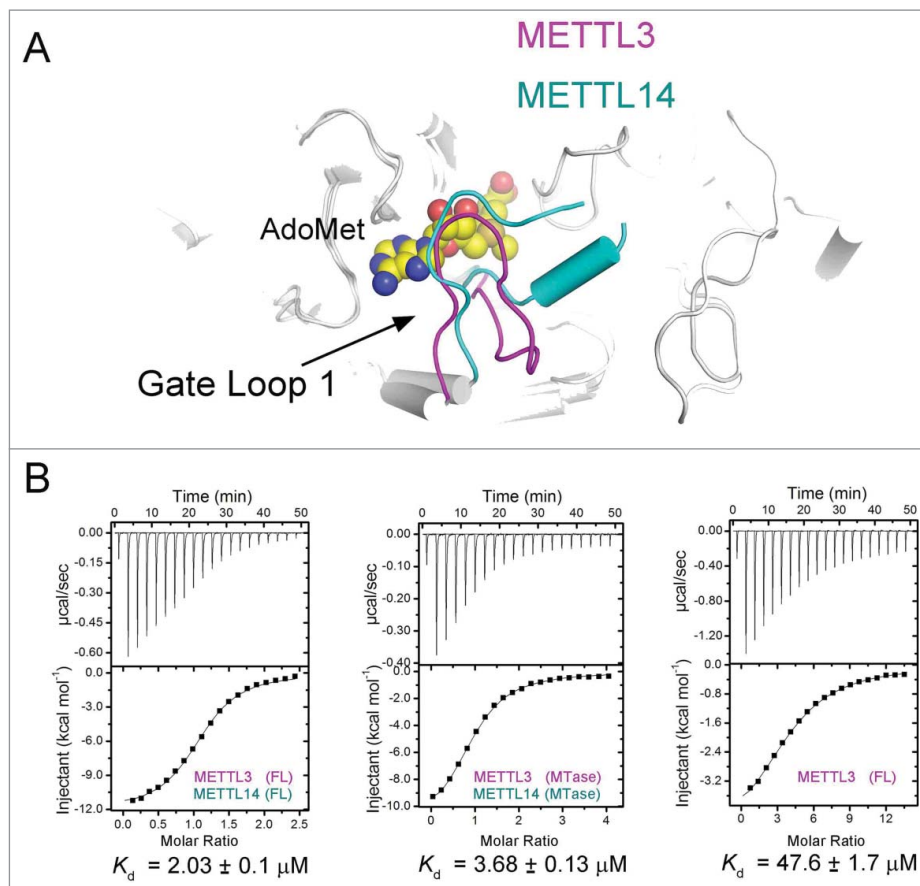 A
METTL3
METTL14
AdoMet
Gate Loop 1
B
Time (min)
0 10 20 30 40 50
0.00
-0.15
-0.30
-0.45
-0.60
µcal/sec
0.0
-3.0
-6.0
-9.0
-12.0
Injectant (kcal mol⁻¹)
METTL3 (FL)
METTL14 (FL)
0.0 0.5 1.0 1.5 2.0 2.5
Molar Ratio
Kd = 2.03 ± 0.1 µM
Time (min)
0 10 20 30 40 50
0.00
-0.10
-0.20
-0.30
-0.40
µcal/sec
0.0
-2.0
-4.0
-6.0
-8.0
-10.0
Injectant (kcal mol⁻¹)
METTL3 (MTase)
METTL14 (MTase)
0 1 2 3 4
Molar Ratio
Kd = 3.68 ± 0.13 µM
Time (min)
0 10 20 30 40 50
0.00
-0.40
-0.80
-1.20
µcal/sec
0.0
-0.8
-1.6
-2.4
-3.2
Injectant (kcal mol⁻¹)
METTL3 (FL)
0 3 6 9 12
Molar Ratio
Kd = 47.6 ± 1.7 µM